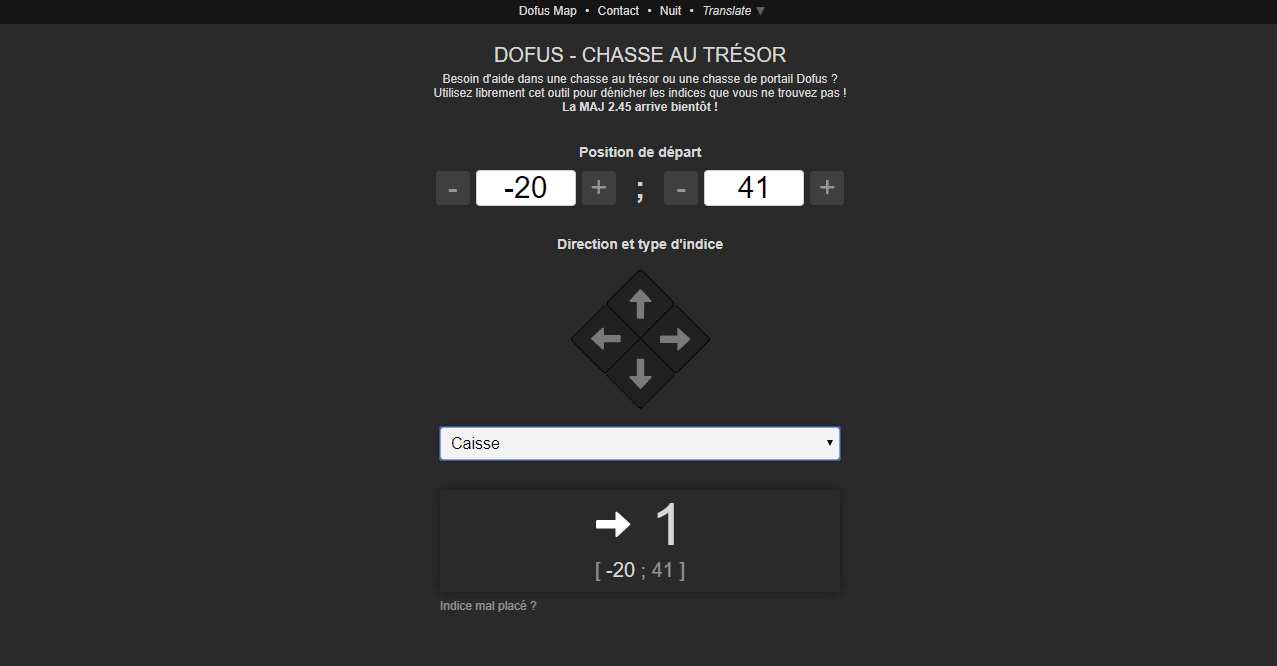 Dofus Map • Contact • Nuit • Translate ▼
DOFUS - CHASSE AU TRÉSOR
Besoin d'aide dans une chasse au trésor ou une chasse de portail Dofus ?
Utilisez librement cet outil pour dénicher les indices que vous ne trouvez pas !
La MAJ 2.45 arrive bientôt !
Position de départ
- -20 + ; - 41 +
Direction et type d'indice
Caisse
1
[ -20 ; 41 ]
Indice mal placé ?